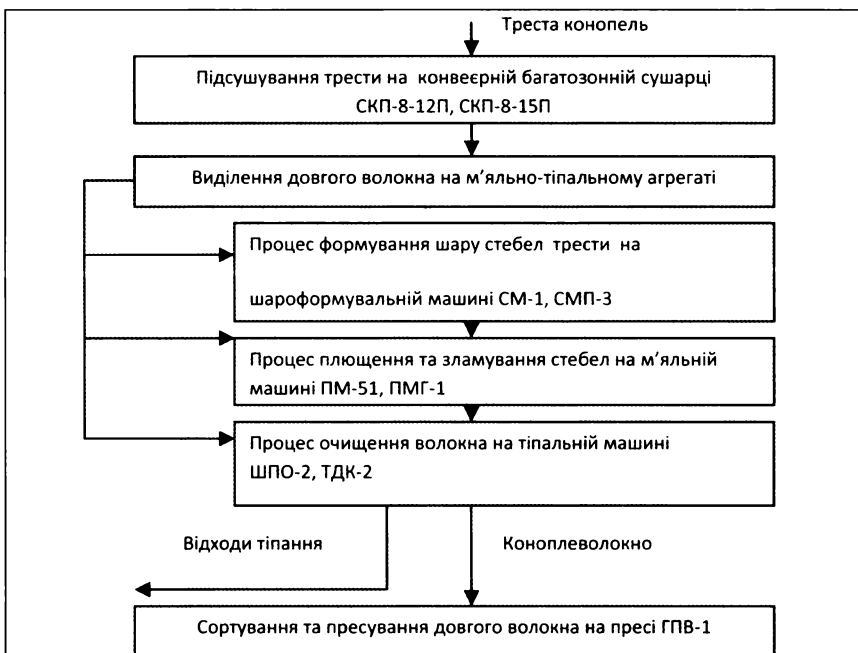 Треста конопель
Підсушування трести на конвеєрній багатозонній сушарці
СКП-8-12П, СКП-8-15П
Виділення довгого волокна на м’яльно-тіпальному агрегаті
Процес формування шару стебел трести на
шароформувальній машині СМ-1, СМП-3
Процес плющення та зламування стебел на м’яльній
машині ПМ-51, ПМГ-1
Процес очищення волокна на тіпальній машині
ШПО-2, ТДК-2
Відходи тіпання
Коноплеволокно
Сортування та пресування довгого волокна на пресі ГПВ-1